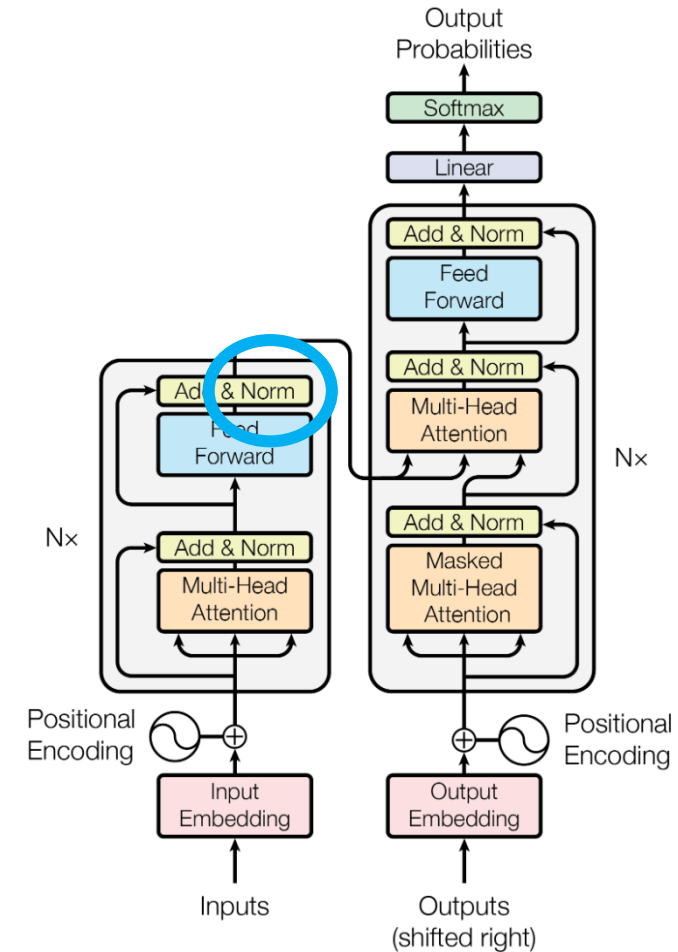 Output
Probabilities
Softmax
Linear
Add & Norm
Feed
Forward
Add & Norm
Multi-Head
Attention
Nx
Add & Norm
Masked
Multi-Head
Attention
Add & Norm
Feed
Forward
Nx
Add & Norm
Multi-Head
Attention
Positional
Encoding
Positional
Encoding
Input
Embedding
Output
Embedding
Inputs
Outputs
(shifted right)